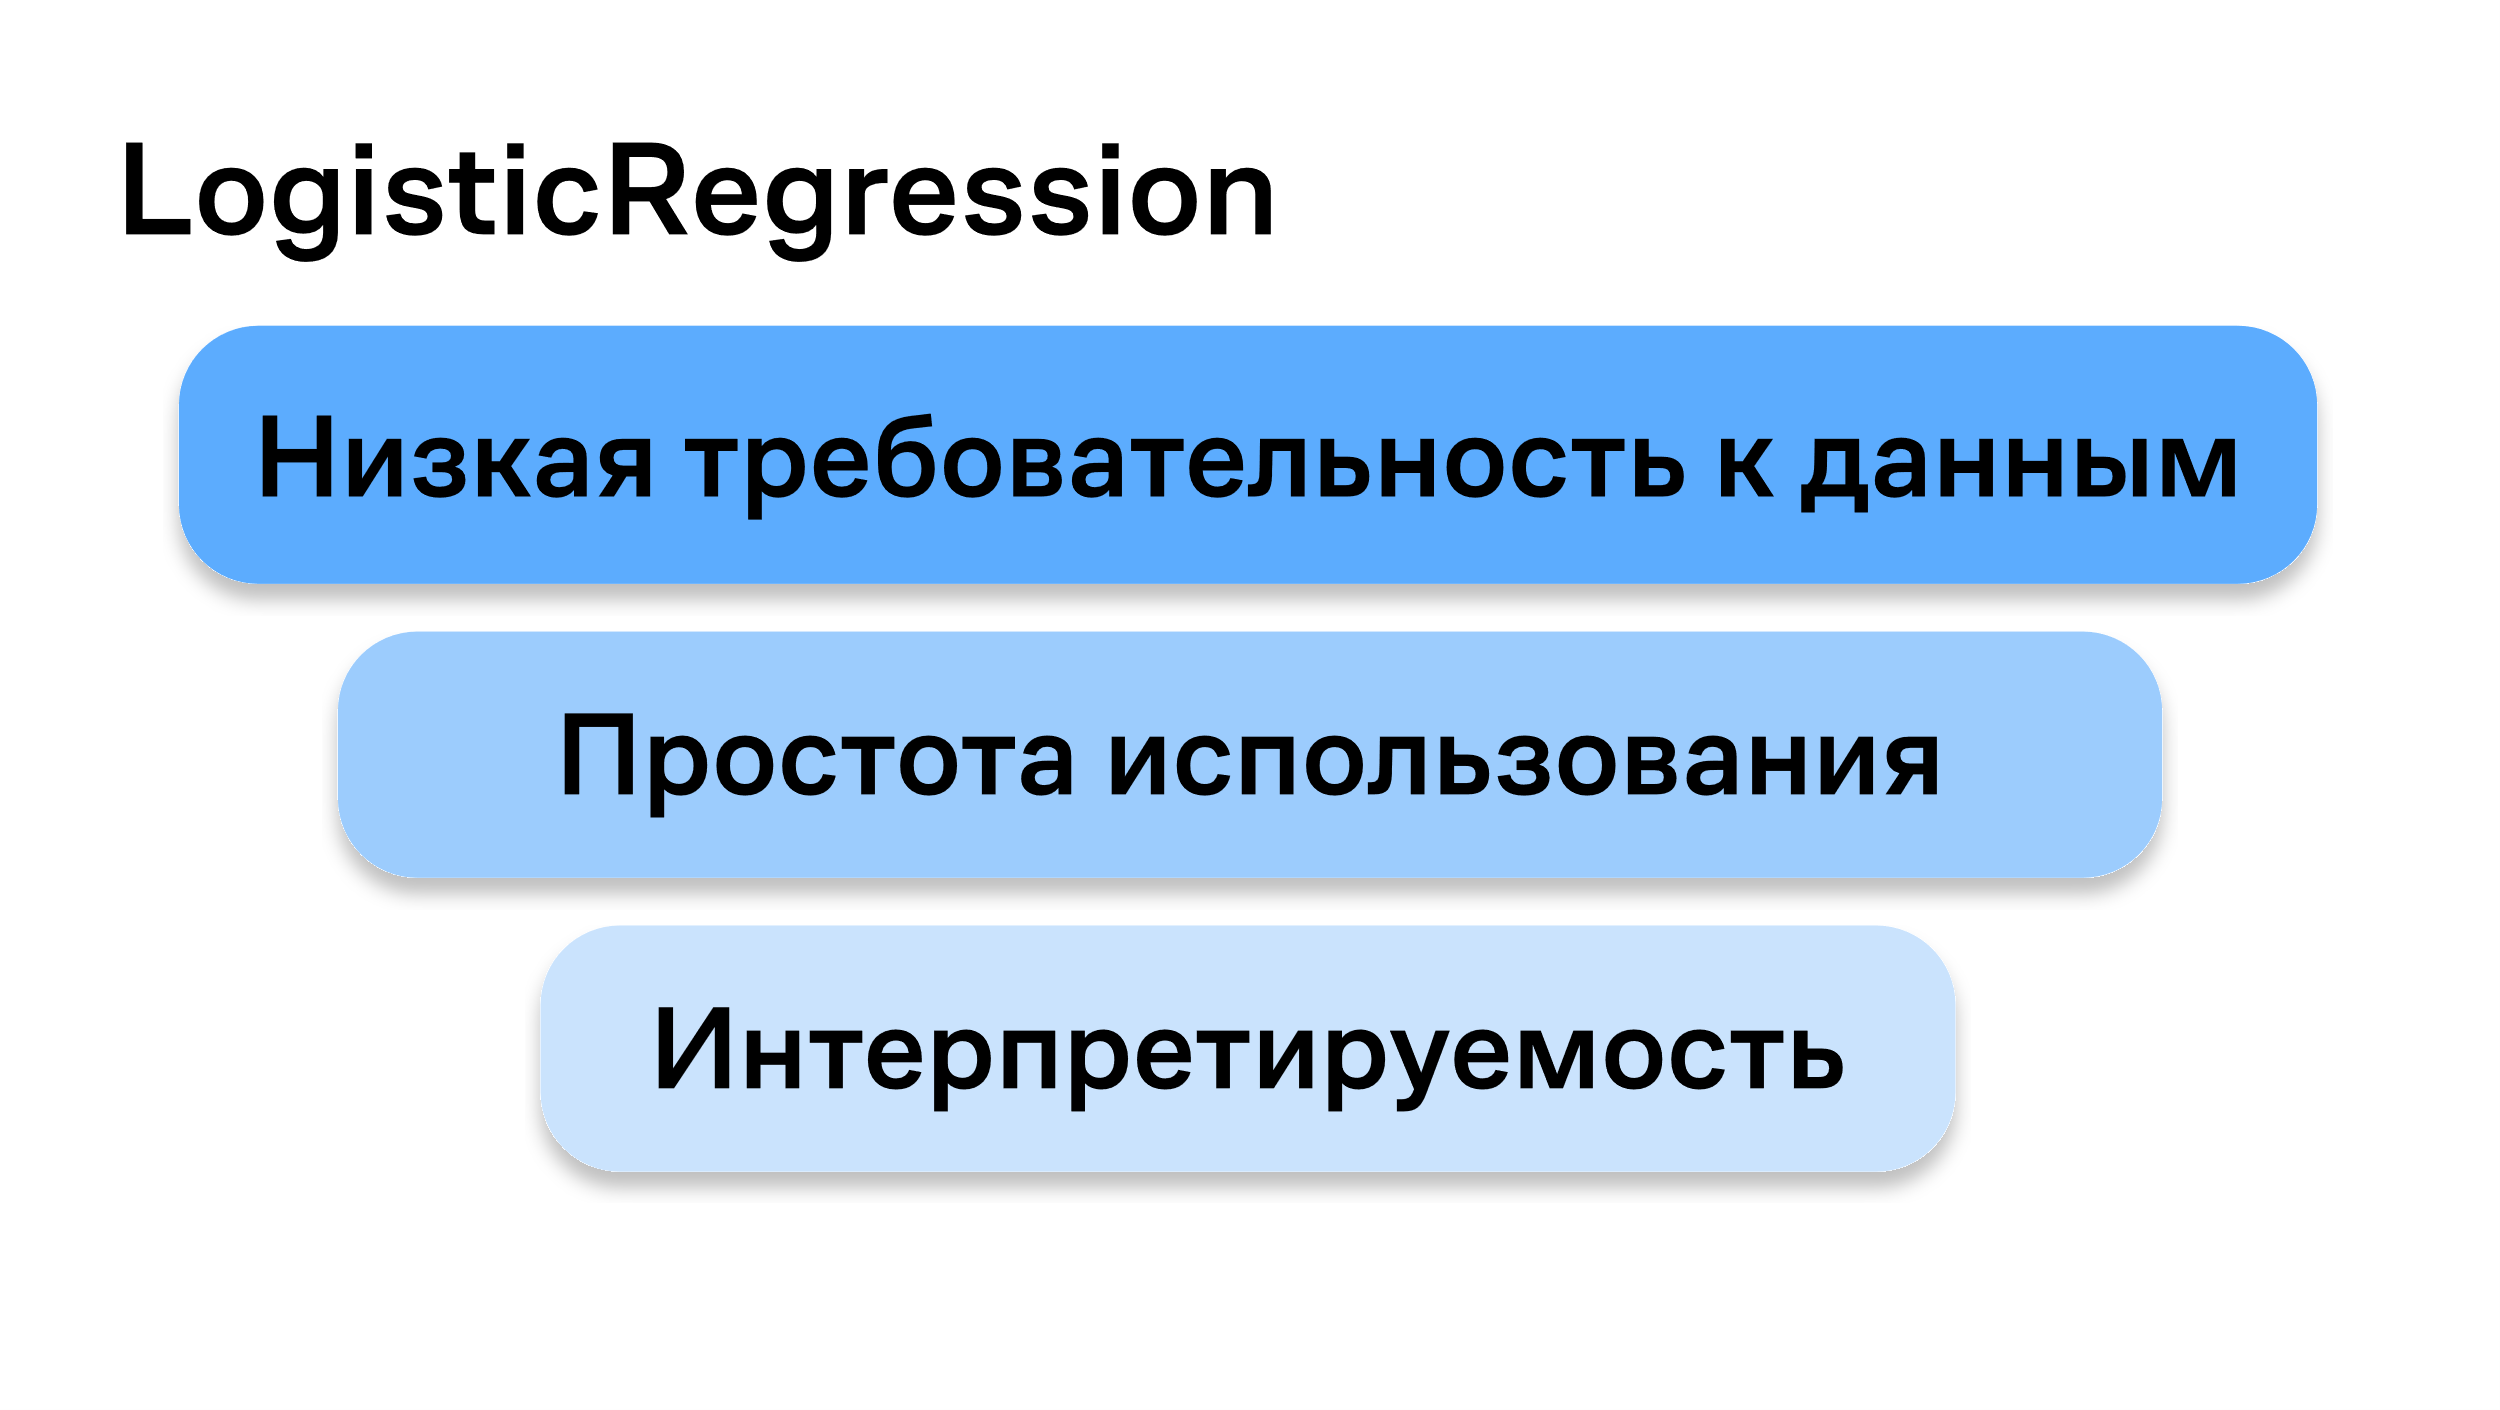 LogisticRegression
Низкая требовательность к данным
Простота использования
Интерпретируемость